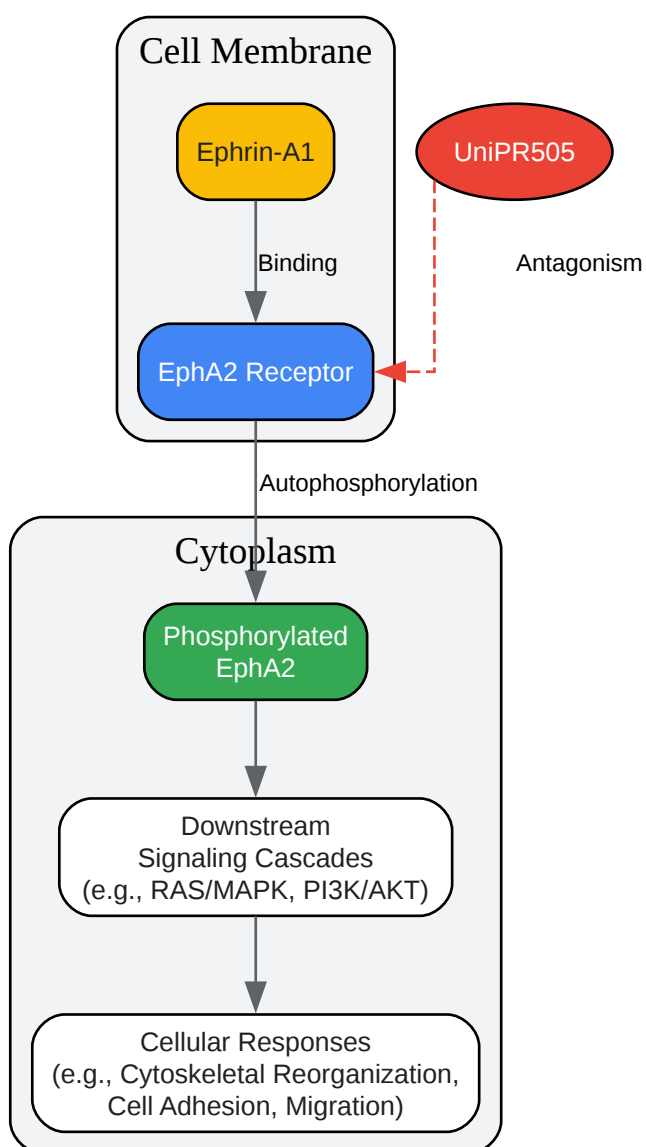 Cell Membrane
Ephrin-A1
UniPR505
Binding
Antagonism
EphA2 Receptor
Autophosphorylation
Cytoplasm
Phosphorylated
EphA2
Downstream
Signaling Cascades
(e.g., RAS/MAPK, PI3K/AKT)
Cellular Responses
(e.g., Cytoskeletal Reorganization,
Cell Adhesion, Migration)